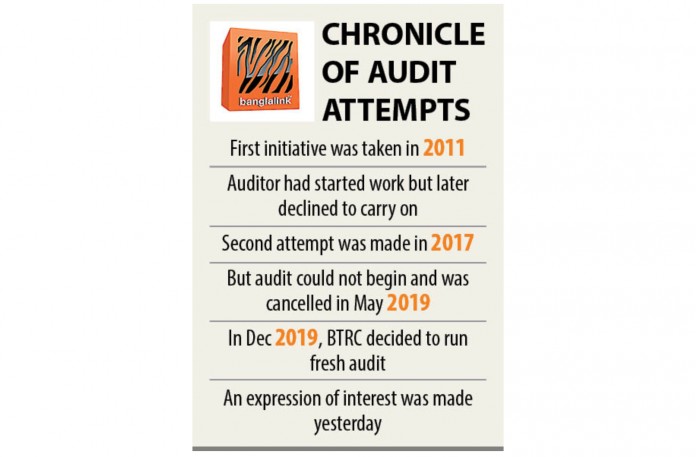 banglalink
CHRONICLE
OF AUDIT
ATTEMPTS
First initiative was taken in 2011
Auditor had started work but later
declined to carry on
Second attempt was made in 2017
But audit could not begin and was
cancelled in May 2019
In Dec 2019, BTRC decided to run
fresh audit
An expression of interest was made
yesterday